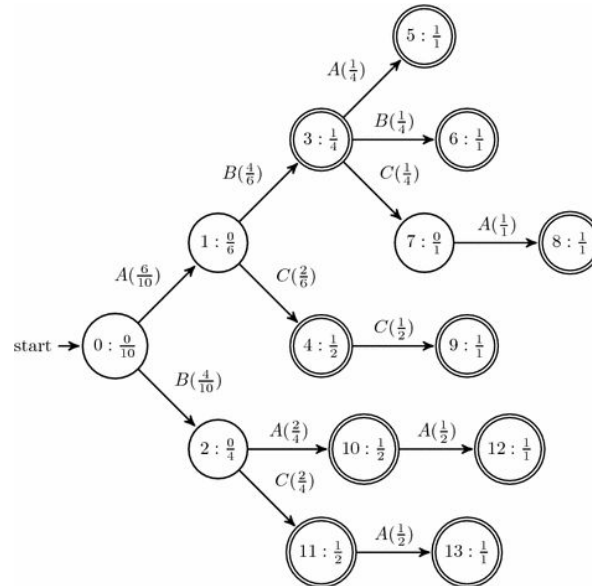 5 : 1/1
A(1/4)
3 : 1/4
B(1/4)
6 : 1/1
B(4/6)
C(1/4)
1 : 0/6
7 : 0/1
A(1/1)
8 : 1/1
A(6/10)
C(2/6)
start
0 : 0/10
4 : 1/2
C(1/2)
9 : 1/1
B(4/10)
2 : 0/4
A(2/4)
10 : 1/2
A(1/2)
12 : 1/1
C(2/4)
11 : 1/2
A(1/2)
13 : 1/1